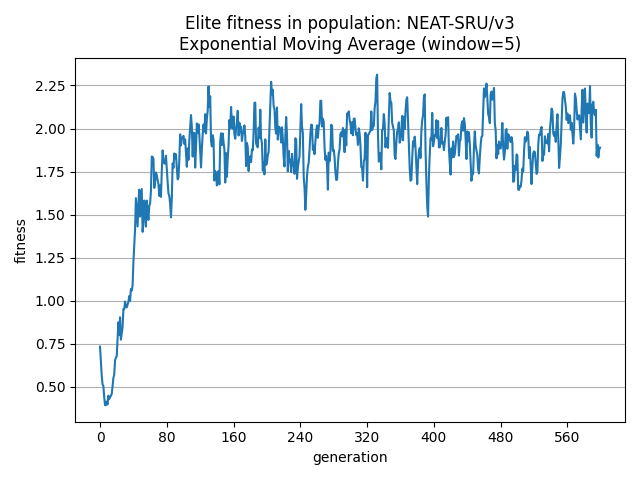 Elite fitness in population: NEAT-SRU/v3
Exponential Moving Average (window=5)
2.25
2.00
1.75
1.50
1.25
1.00
0.75
0.50
fitness
0 80 160 240 320 400 480 560
generation